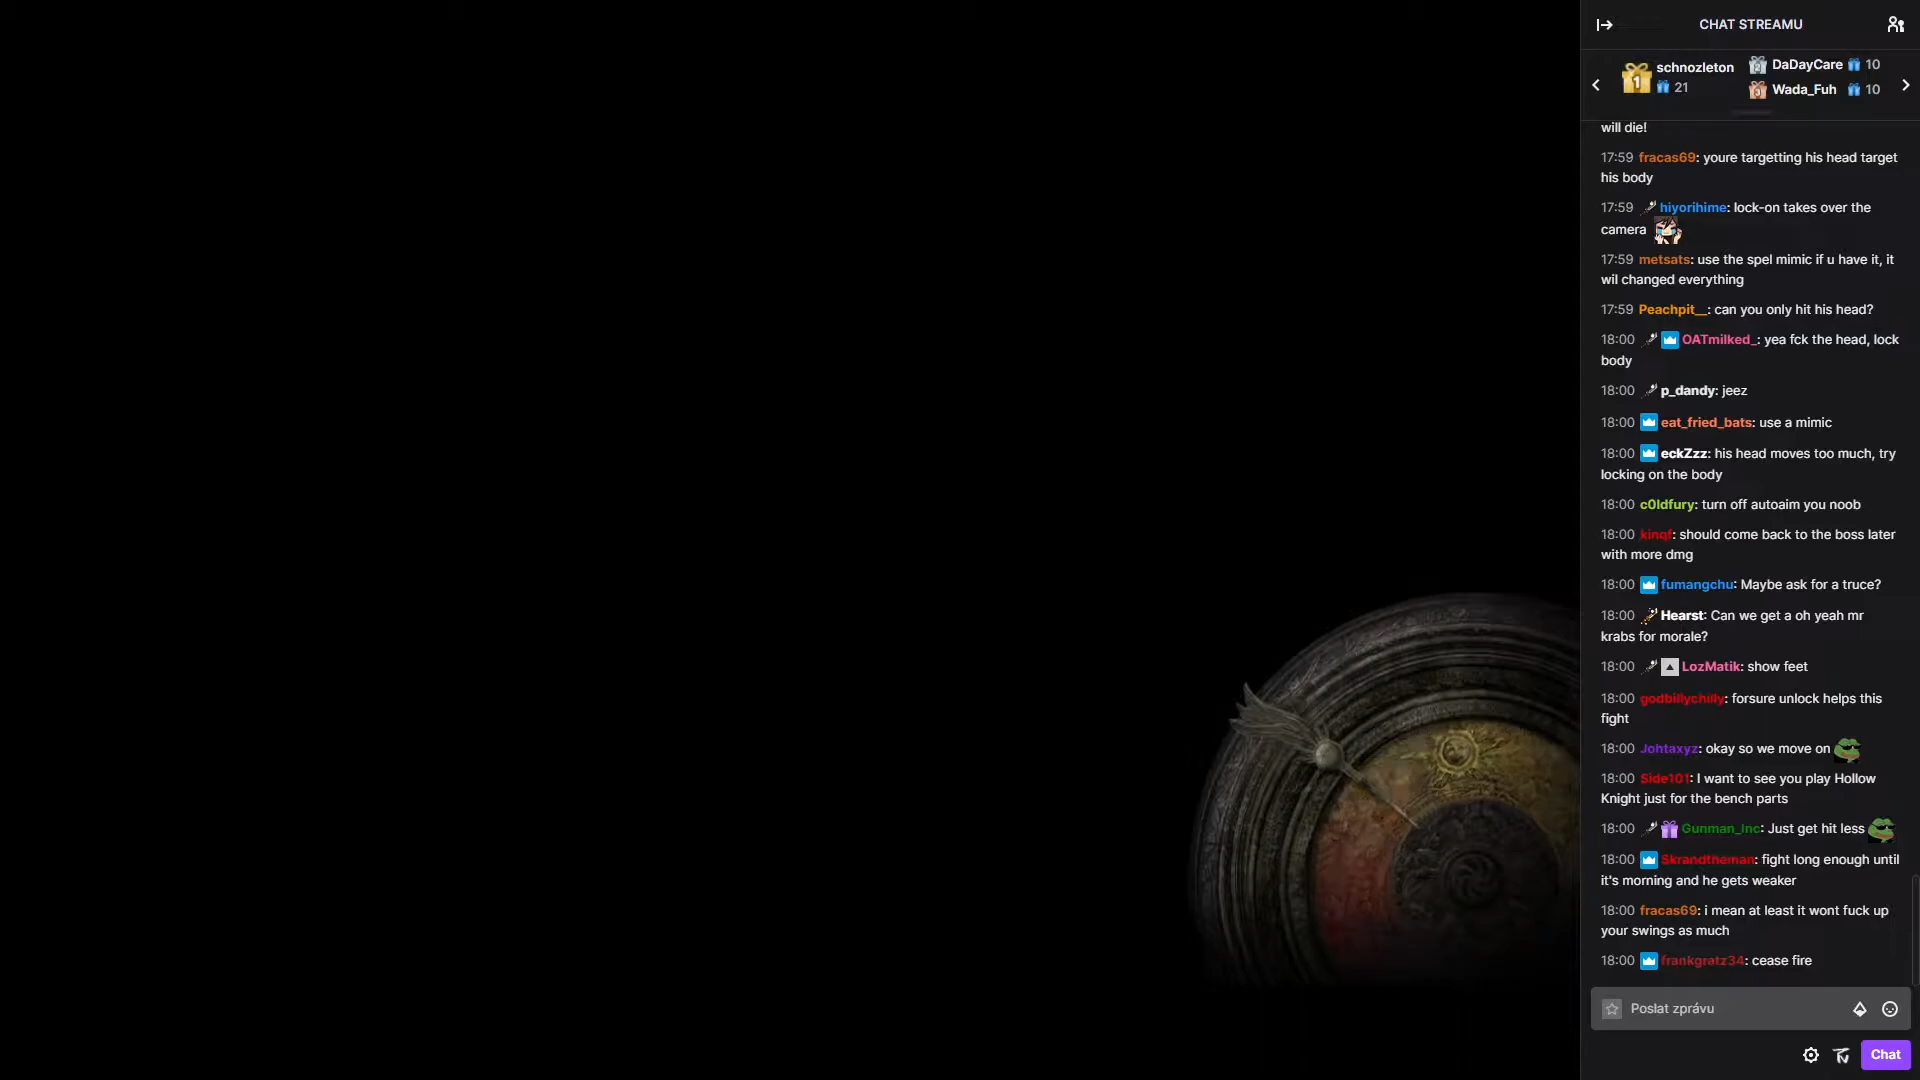 CHAT STREAMU
1 schnozleton 21
2 DaDayCare 10
3 Wada_Fuh 10
will die!
17:59 fracas69: youre targetting his head target
his body
17:59 hiyorihime: lock-on takes over the
camera
17:59 metsats: use the spel mimic if u have it, it
wil changed everything
17:59 Peachpit__: can you only hit his head?
18:00 OATmilked_: yea fck the head, lock
body
18:00 p_dandy: jeez
18:00 eat_fried_bats: use a mimic
18:00 eckZzz: his head moves too much, try
locking on the body
18:00 c0ldfury: turn off autoaim you noob
18:00 kinqf: should come back to the boss later
with more dmg
18:00 fumangchu: Maybe ask for a truce?
18:00 Hearst: Can we get a oh yeah mr
krabs for morale?
18:00 LozMatik: show feet
18:00 godbillychilly: forsure unlock helps this
fight
18:00 Johtaxyz: okay so we move on
18:00 Side101: I want to see you play Hollow
Knight just for the bench parts
18:00 Gunman_Inc: Just get hit less
18:00 Skrandtheman: fight long enough until
it's morning and he gets weaker
18:00 fracas69: i mean at least it wont fuck up
your swings as much
18:00 frankgratz34: cease fire
Poslat zprávu
Chat